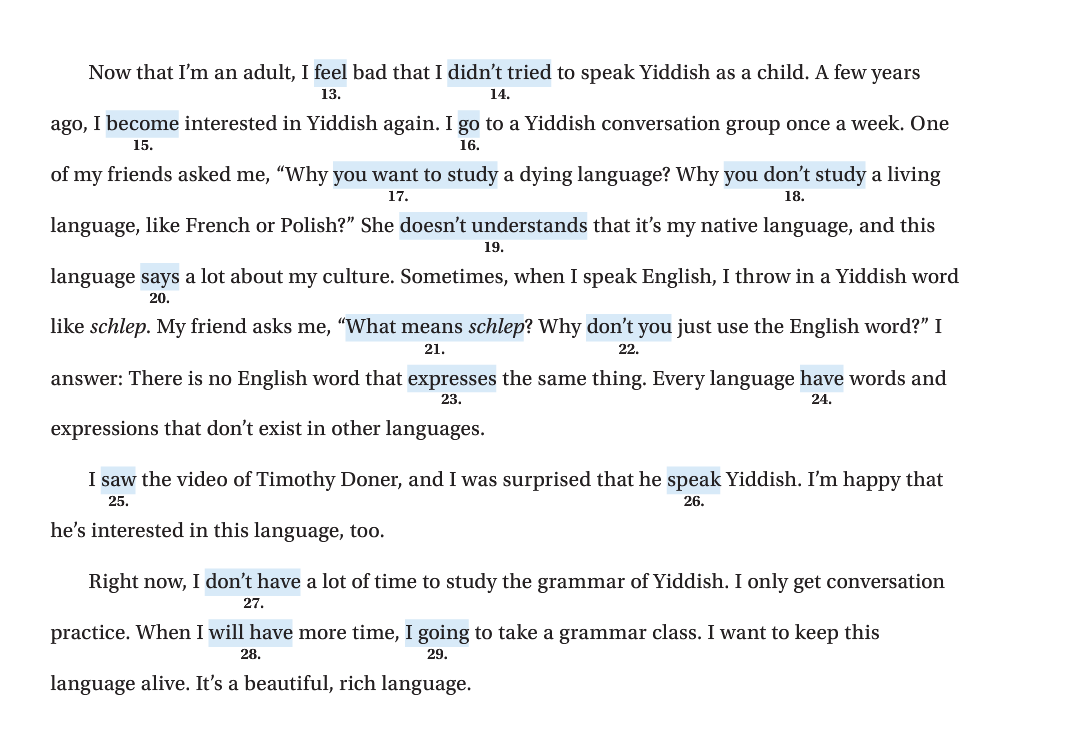 Now that I’m an adult, I feel bad that I didn’t tried to speak Yiddish as a child. A few years
13. 14.
ago, I become interested in Yiddish again. I go to a Yiddish conversation group once a week. One
15. 16.
of my friends asked me, “Why you want to study a dying language? Why you don’t study a living
17. 18.
language, like French or Polish?” She doesn’t understands that it’s my native language, and this
19.
language says a lot about my culture. Sometimes, when I speak English, I throw in a Yiddish word
20.
like schlep. My friend asks me, “What means schlep? Why don’t you just use the English word?” I
21. 22.
answer: There is no English word that expresses the same thing. Every language have words and
23. 24.
expressions that don’t exist in other languages.
I saw the video of Timothy Doner, and I was surprised that he speak Yiddish. I’m happy that
25. 26.
he’s interested in this language, too.
Right now, I don’t have a lot of time to study the grammar of Yiddish. I only get conversation
27.
practice. When I will have more time, I going to take a grammar class. I want to keep this
28. 29.
language alive. It’s a beautiful, rich language.